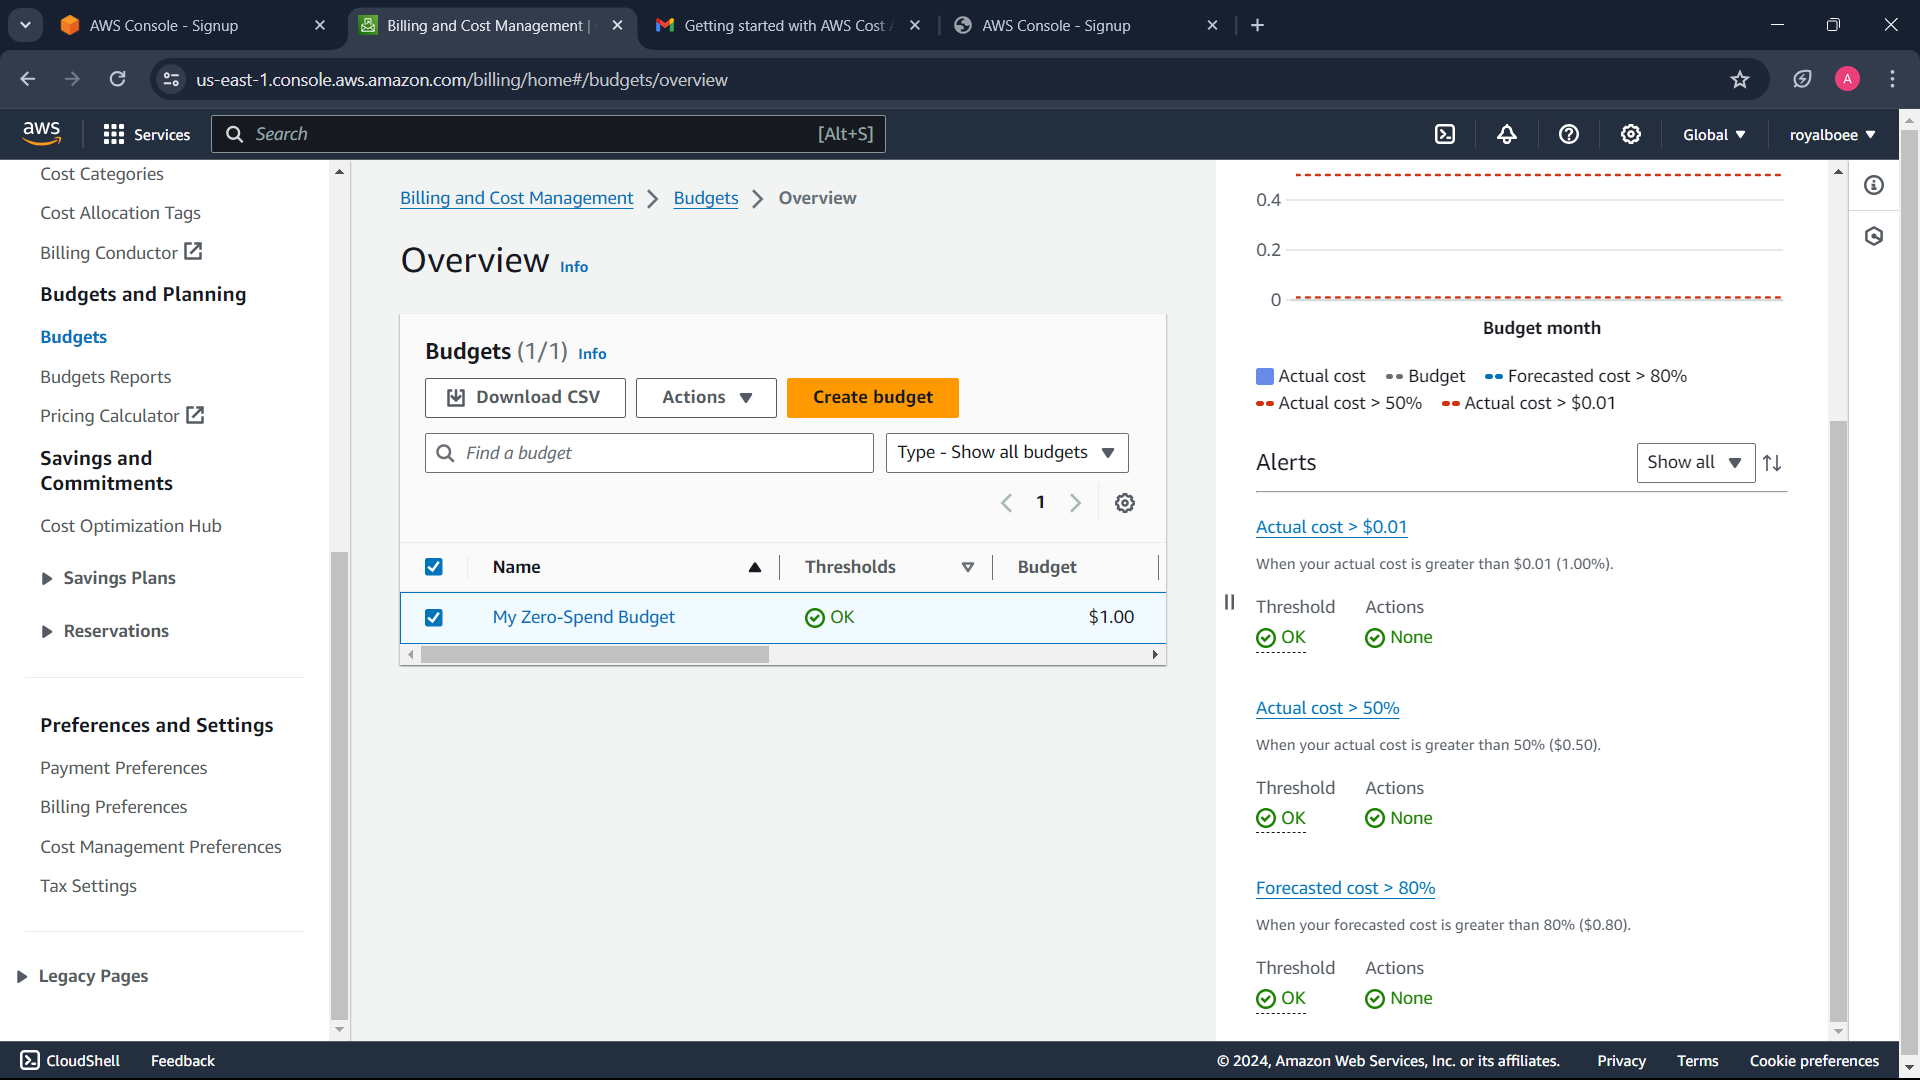 AWS Console - Signup
Billing and Cost Management |
Getting started with AWS Cost
AWS Console - Signup
us-east-1.console.aws.amazon.com/billing/home#/budgets/overview
A
aws
Services
Search
[Alt+S]
Global
royalboee
Cost Categories
Cost Allocation Tags
Billing Conductor
Budgets and Planning
Budgets
Budgets Reports
Pricing Calculator
Savings and
Commitments
Cost Optimization Hub
Savings Plans
Reservations
Preferences and Settings
Payment Preferences
Billing Preferences
Cost Management Preferences
Tax Settings
Legacy Pages
Billing and Cost Management > Budgets > Overview
Overview Info
Budgets (1/1) Info
Download CSV
Actions
Create budget
Find a budget
Type - Show all budgets
1
Name
Thresholds
Budget
My Zero-Spend Budget
OK
$1.00
0.4
0.2
0
Budget month
Actual cost
Budget
Forecasted cost > 80%
Actual cost > 50%
Actual cost > $0.01
Alerts
Show all
Actual cost > $0.01
When your actual cost is greater than $0.01 (1.00%).
Threshold Actions
OK None
Actual cost > 50%
When your actual cost is greater than 50% ($0.50).
Threshold Actions
OK None
Forecasted cost > 80%
When your forecasted cost is greater than 80% ($0.80).
Threshold Actions
OK None
CloudShell
Feedback
© 2024, Amazon Web Services, Inc. or its affiliates.
Privacy
Terms
Cookie preferences